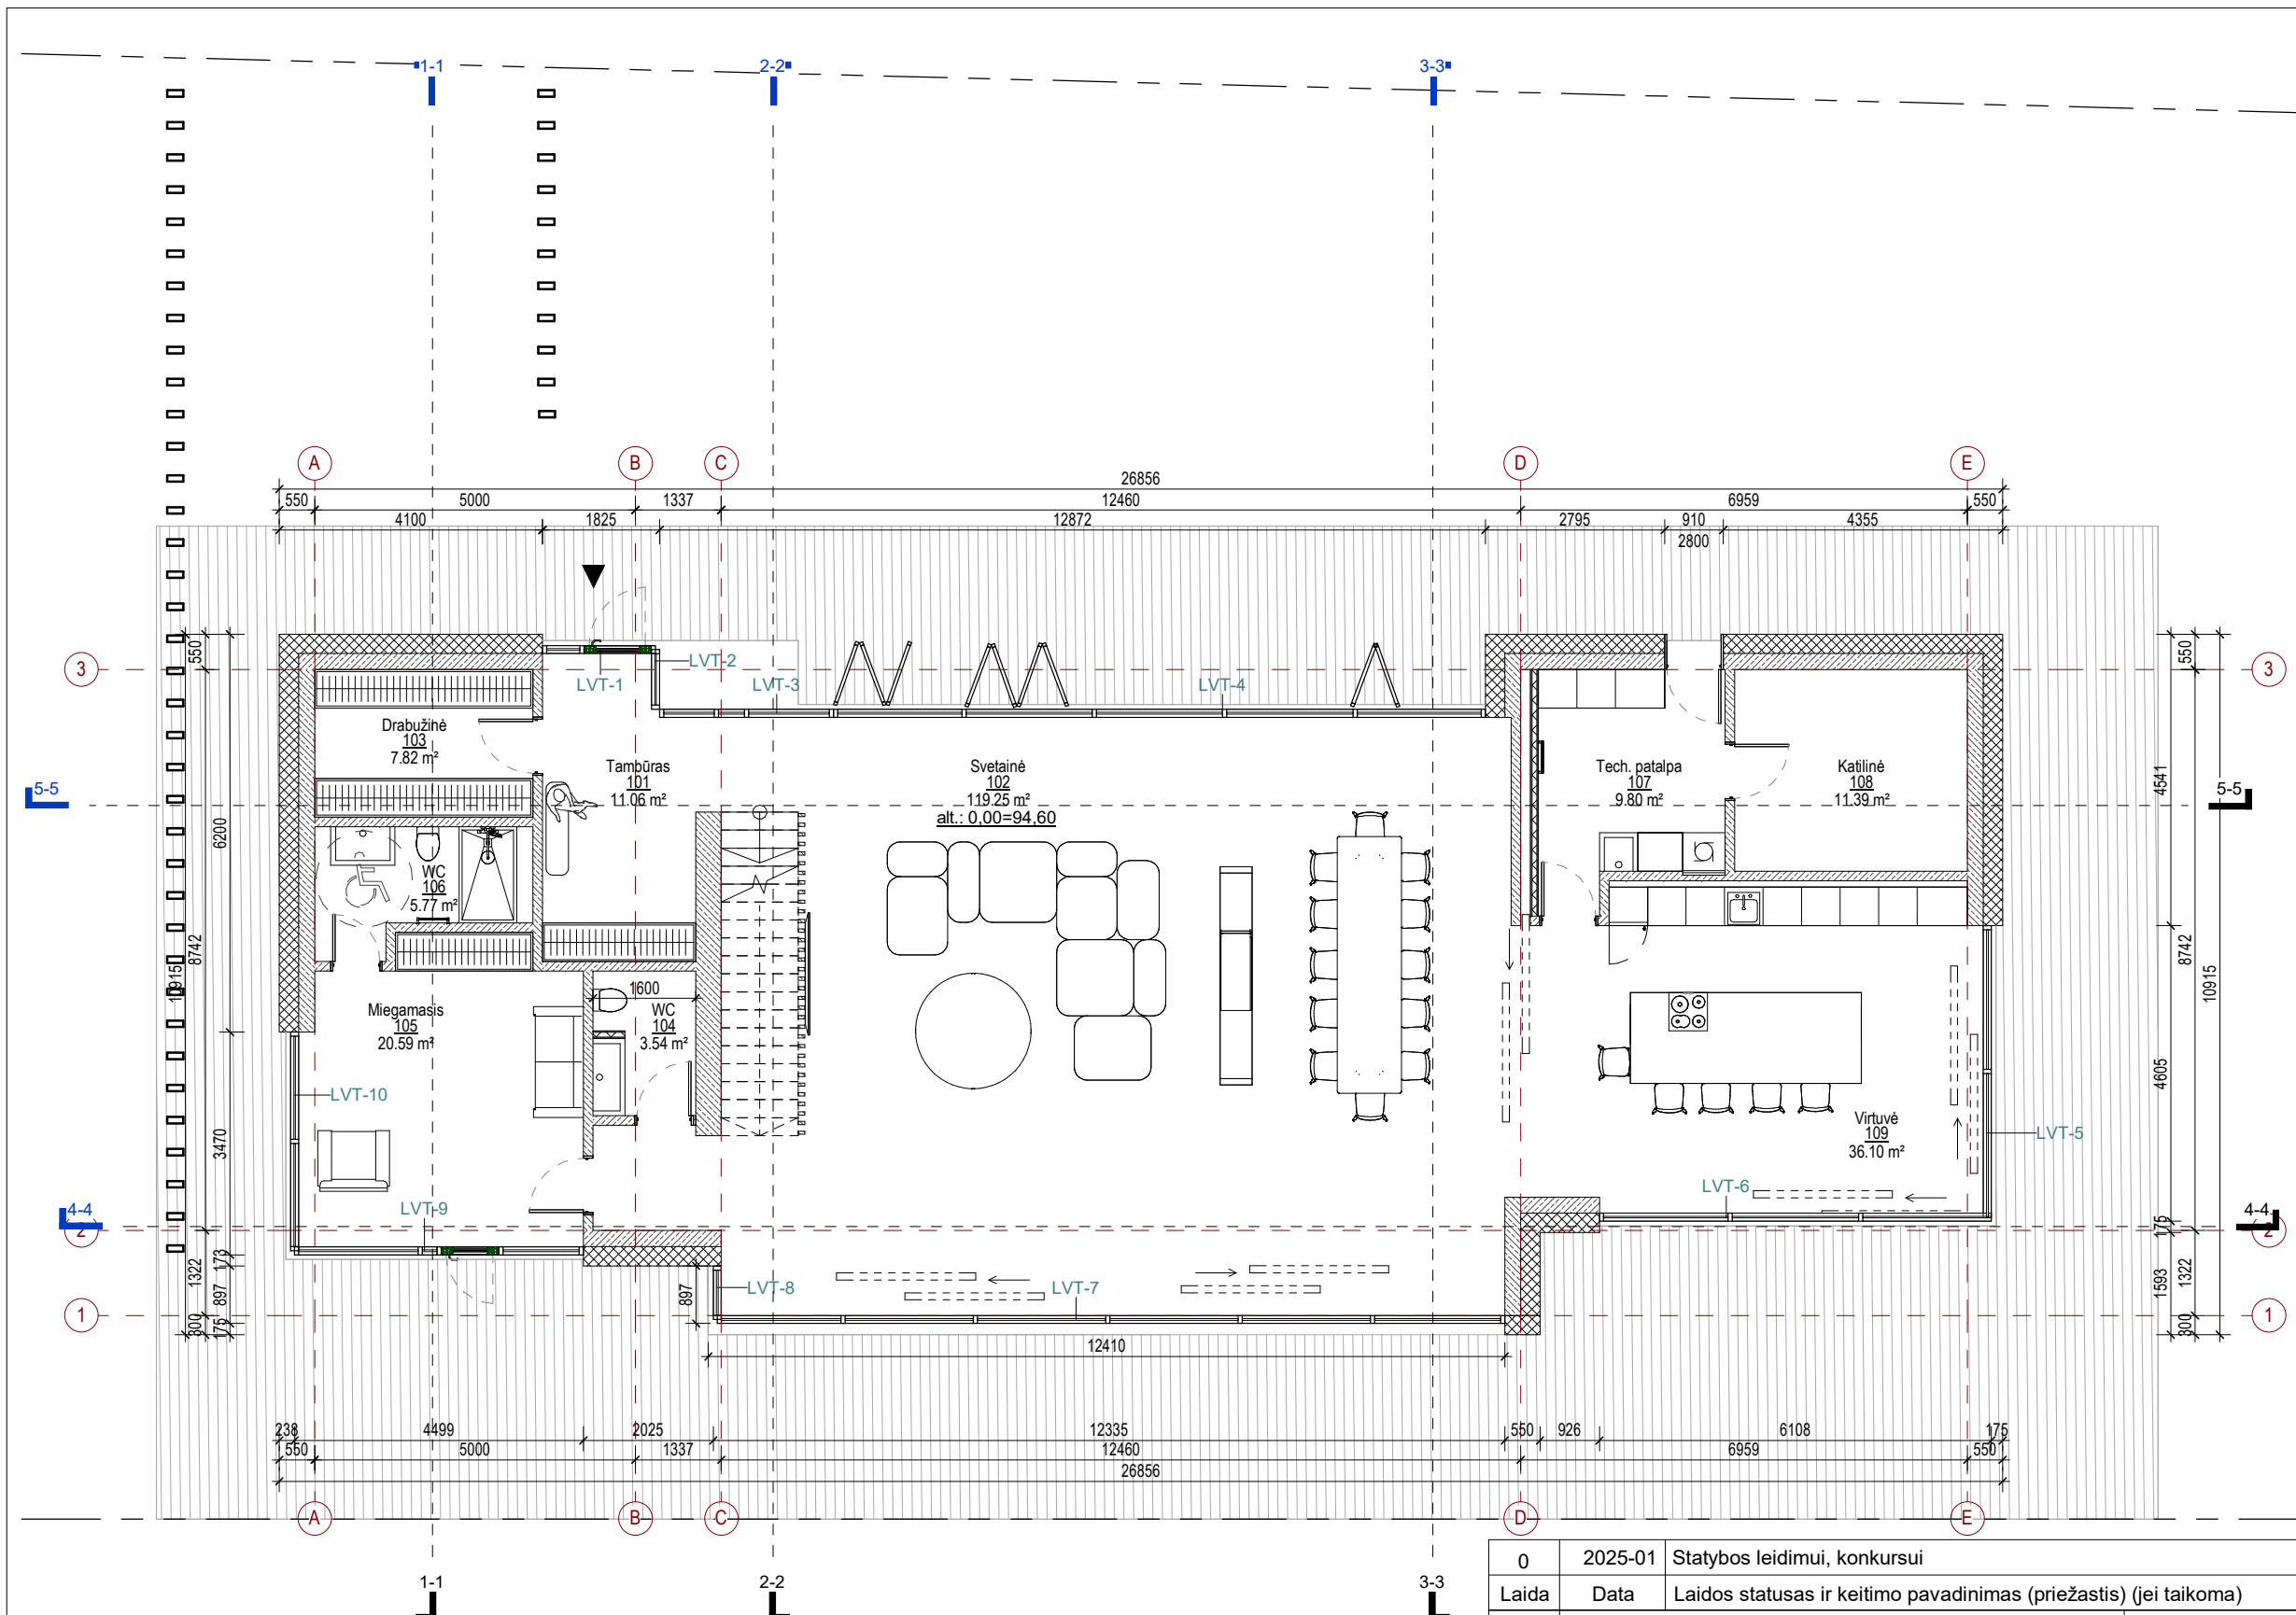 1-1
2-2
3-3
A
B
C
D
E
26856
550
5000
1337
12460
6959
550
4100
1825
12872
2795
910
4355
2800
3
3
550
6200
8742
10915
3470
1322
173
897
300
175
550
4541
8742
10915
4605
175
1593
1322
300
LVT-1
LVT-2
LVT-3
LVT-4
Drabužinė
103
7.82 m²
Tambūras
101
11.06 m²
Svetainė
102
119.25 m²
alt.: 0,00=94,60
Tech. patalpa
107
9.80 m²
Katilinė
108
11.39 m²
5-5
5-5
WC
106
5.77 m²
Miegamasis
105
20.59 m²
1600
WC
104
3.54 m²
LVT-10
Virtuvė
109
36.10 m²
LVT-5
LVT-6
LVT-9
4-4
2
4-4
2
LVT-8
LVT-7
897
1
1
12410
238
4499
2025
12335
550
926
6108
175
550
5000
1337
12460
6959
550
26856
A
B
C
D
E
1-1
2-2
3-3
0 2025-01 Statybos leidimui, konkursui
Laida Data Laidos statusas ir keitimo pavadinimas (priežastis) (jei taikoma)